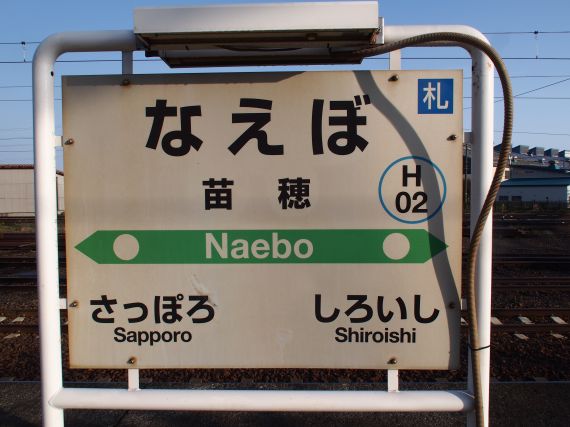 札
なえぼ
苗穂
H
02
Naebo
さっぽろ
Sapporo
しろいし
Shiroishi